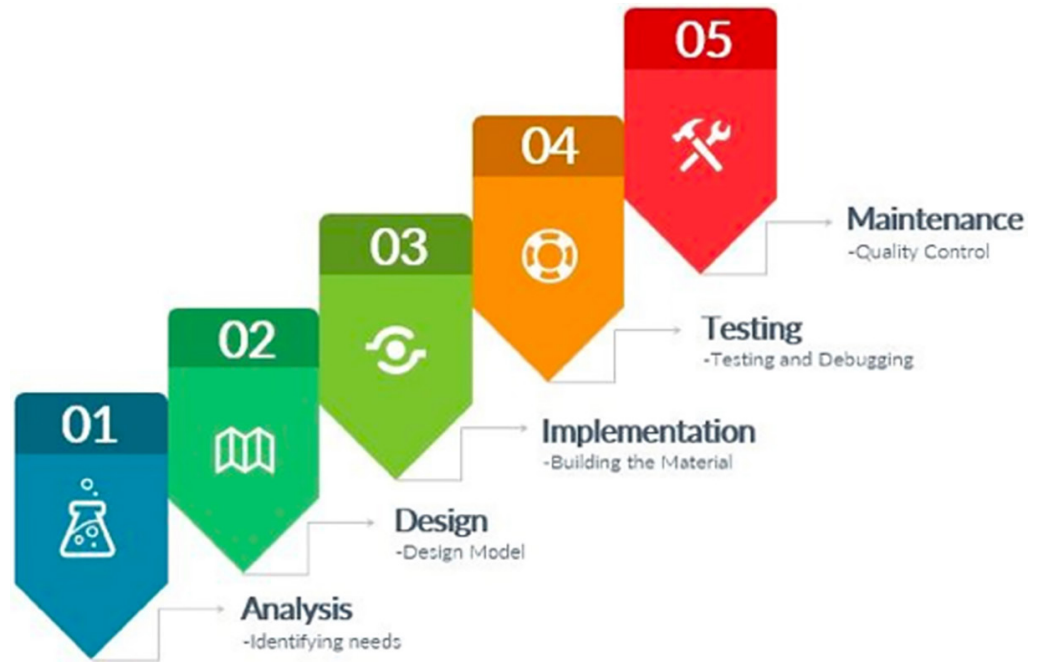 01
Analysis
-Identifying needs
02
Design
-Design Model
03
Implementation
-Building the Material
04
Testing
-Testing and Debugging
05
Maintenance
-Quality Control